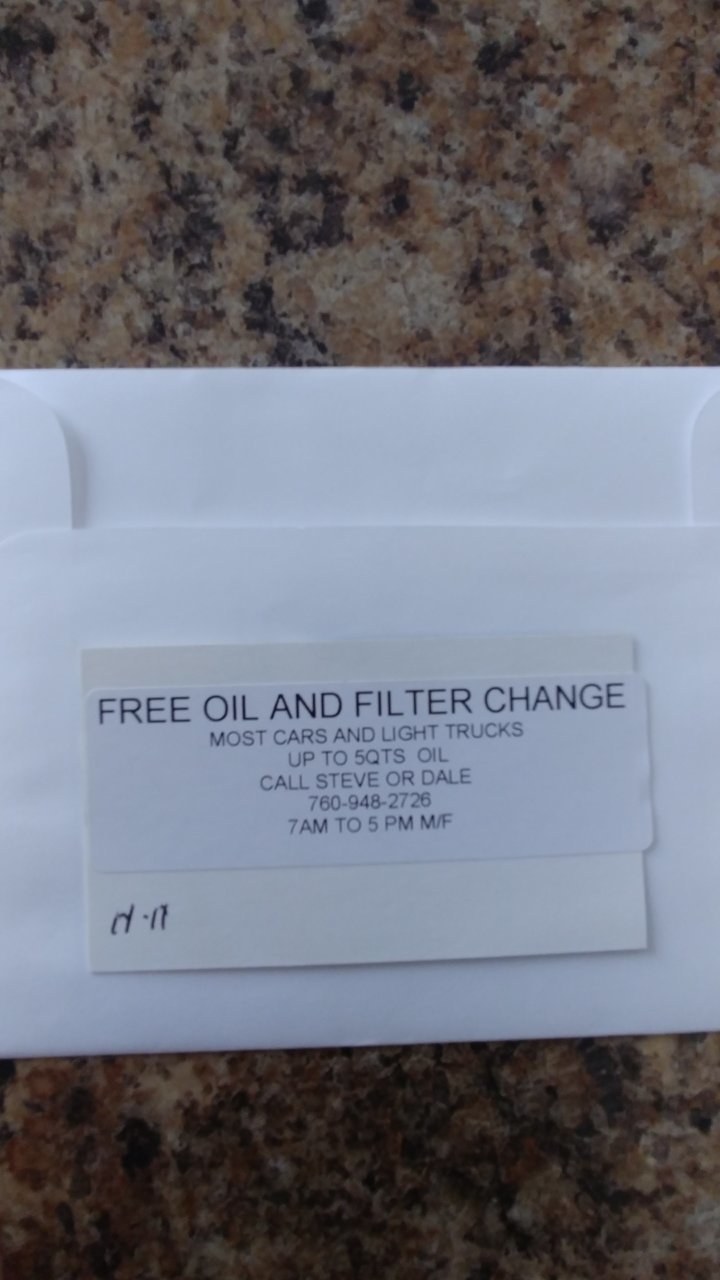 FREE OIL AND FILTER CHANGE
MOST CARS AND LIGHT TRUCKS
UP TO 5QTS OIL
CALL STEVE OR DALE
760-948-2726
7AM TO 5 PM M/F